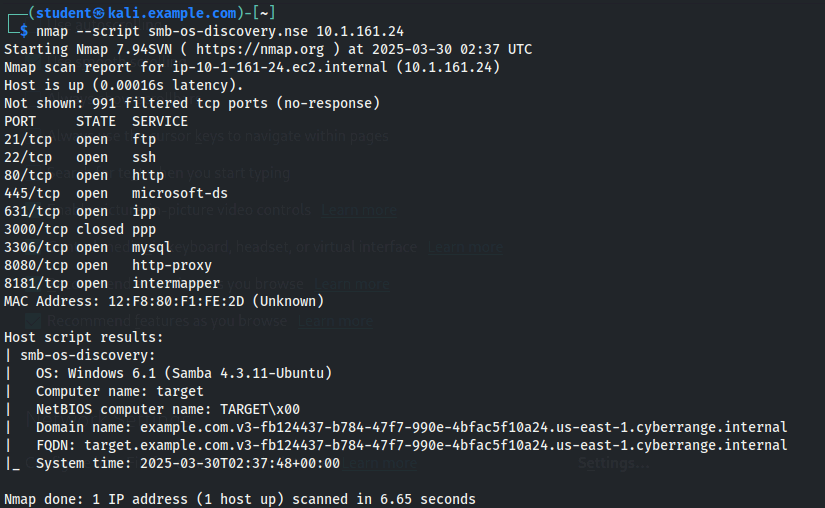 ┌──(student㉿kali.example.com)-[~]
└─$ nmap --script smb-os-discovery.nse 10.1.161.24
Starting Nmap 7.94SVN ( https://nmap.org ) at 2025-03-30 02:37 UTC
Nmap scan report for ip-10-1-161-24.ec2.internal (10.1.161.24)
Host is up (0.00016s latency).
Not shown: 991 filtered tcp ports (no-response)
PORT     STATE  SERVICE
21/tcp   open   ftp
22/tcp   open   ssh
80/tcp   open   http
445/tcp  open   microsoft-ds
631/tcp  open   ipp
3000/tcp closed ppp
3306/tcp open   mysql
8080/tcp open   http-proxy
8181/tcp open   intermapper
MAC Address: 12:F8:80:F1:FE:2D (Unknown)
Recommend features as you browse Learn more
Host script results:
| smb-os-discovery:
|   OS: Windows 6.1 (Samba 4.3.11-Ubuntu)
|   Computer name: target
|   NetBIOS computer name: TARGET\x00
|   Domain name: example.com.v3-fb124437-b784-47f7-990e-4bfac5f10a24.us-east-1.cyberrange.internal
|   FQDN: target.example.com.v3-fb124437-b784-47f7-990e-4bfac5f10a24.us-east-1.cyberrange.internal
|_  System time: 2025-03-30T02:37:48+00:00
Settings...
Nmap done: 1 IP address (1 host up) scanned in 6.65 seconds